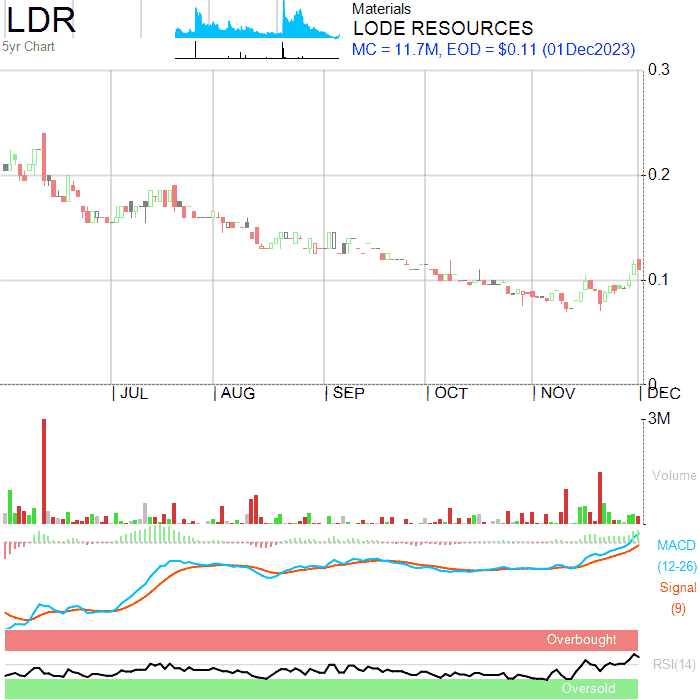 LDR
5yr Chart
Materials
LODE RESOURCES
MC = 11.7M, EOD = $0.11 (01Dec2023)
0.3
0.2
0.1
0
JUL AUG SEP OCT NOV DEC
3M
Volume
MACD
(12-26)
Signal
(9)
Overbought
RSI(14)
Oversold